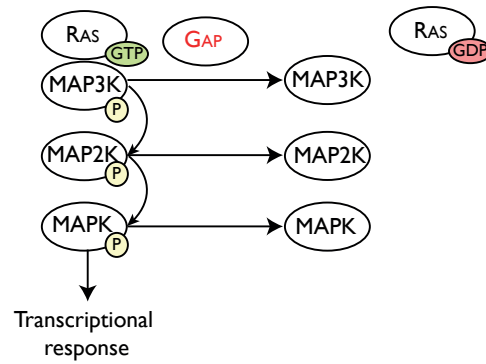 RAS
GTP
GAP
RAS
GDP
MAP3K
P
MAP3K
MAP2K
P
MAP2K
MAPK
P
MAPK
Transcriptional
response